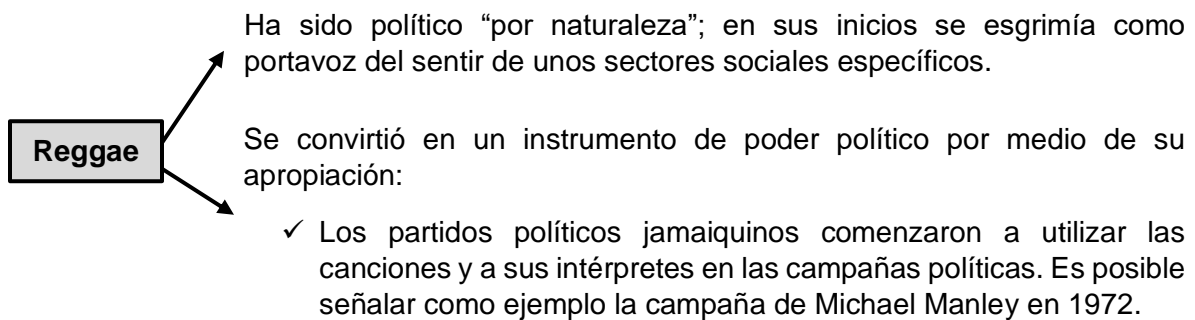 Ha sido político “por naturaleza”; en sus inicios se esgrimía como
portavoz del sentir de unos sectores sociales específicos.
Reggae
Se convirtió en un instrumento de poder político por medio de su
apropiación:
✓ Los partidos políticos jamaiquinos comenzaron a utilizar las
canciones y a sus intérpretes en las campañas políticas. Es posible
señalar como ejemplo la campaña de Michael Manley en 1972.